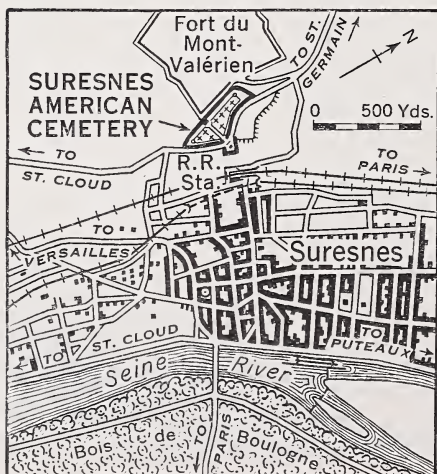 Fort du
Mont-
Valérien
TO ST.
GERMAIN
N
SURESNES
AMERICAN
CEMETERY
0 500 Yds.
TO
ST. CLOUD
R.R.
Sta.
TO
PARIS
TO
VERSAILLES
Suresnes
TO
ST. CLOUD
TO
PUTEAUX
Seine River
Bois de Boulogne
TO
PARIS